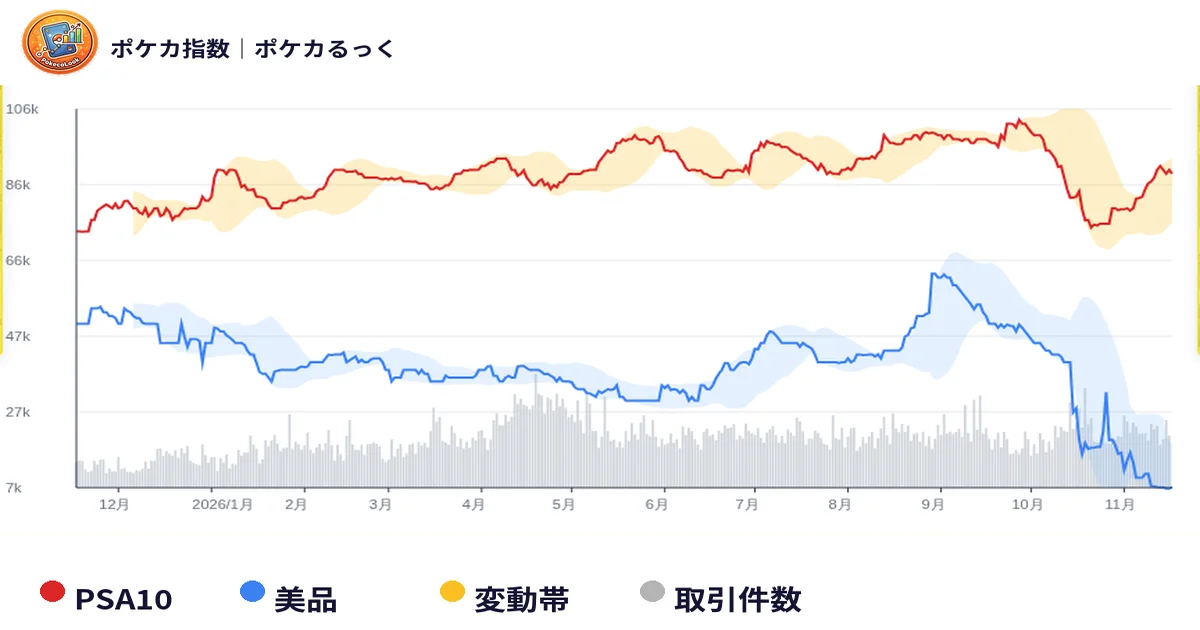 PokecaLook
ポケカ指数｜ポケカるっく
106k
86k
66k
47k
27k
7k
12月 2026/1月 2月 3月 4月 5月 6月 7月 8月 9月 10月 11月
PSA10 美品 変動帯 取引件数